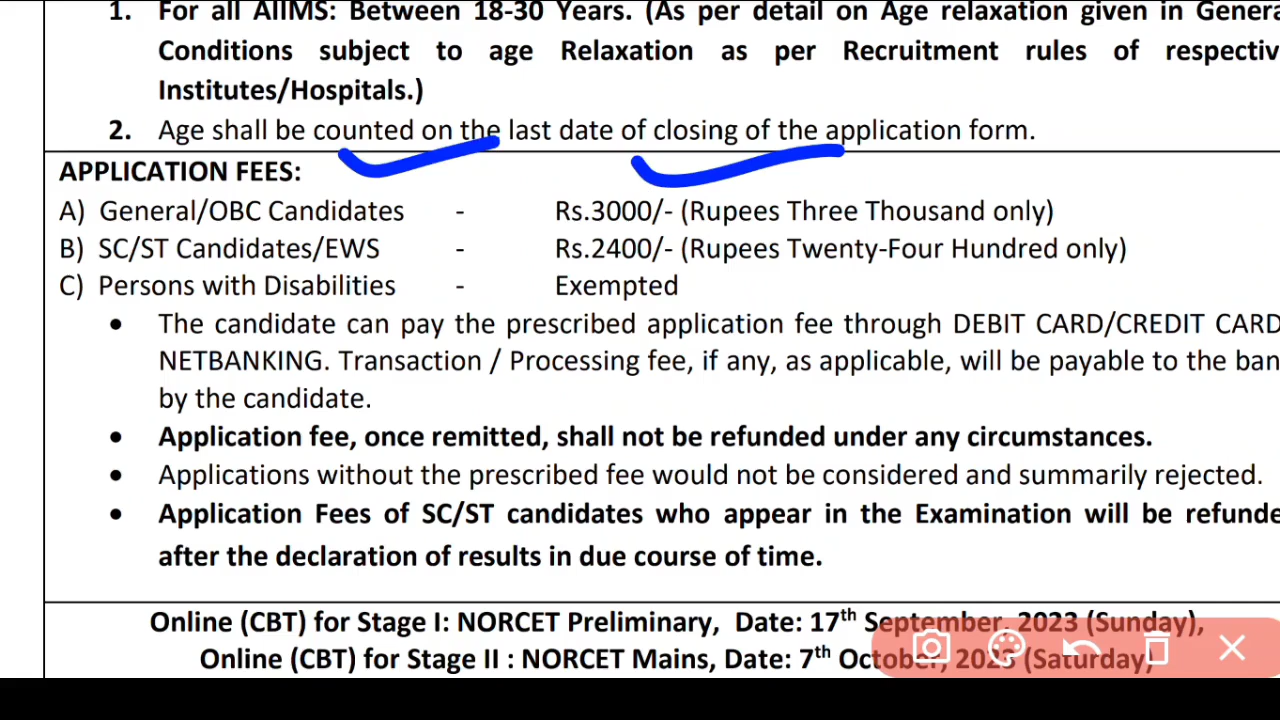 1. For all AIIMS: Between 18-30 Years. (As per detail on Age relaxation given in Genera
Conditions subject to age Relaxation as per Recruitment rules of respectiv
Institutes/Hospitals.)
2. Age shall be counted on the last date of closing of the application form.
APPLICATION FEES:
A) General/OBC Candidates - Rs.3000/- (Rupees Three Thousand only)
B) SC/ST Candidates/EWS - Rs.2400/- (Rupees Twenty-Four Hundred only)
C) Persons with Disabilities - Exempted
• The candidate can pay the prescribed application fee through DEBIT CARD/CREDIT CARD
NETBANKING. Transaction / Processing fee, if any, as applicable, will be payable to the ban
by the candidate.
• Application fee, once remitted, shall not be refunded under any circumstances.
• Applications without the prescribed fee would not be considered and summarily rejected.
• Application Fees of SC/ST candidates who appear in the Examination will be refunde
after the declaration of results in due course of time.
Online (CBT) for Stage I: NORCET Preliminary, Date: 17th September, 2023 (Sunday),
Online (CBT) for Stage II : NORCET Mains, Date: 7th October, 2023 (Saturday)